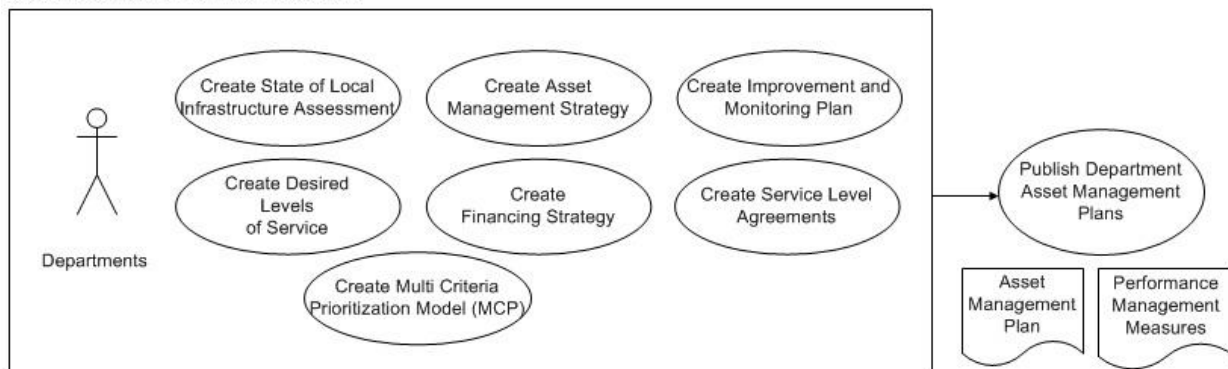 Create State of Local
Infrastructure Assessment
Create Asset
Management Strategy
Create Improvement and
Monitoring Plan
Create Desired
Levels
of Service
Create
Financing Strategy
Create Service Level
Agreements
Create Multi Criteria
Prioritization Model (MCP)
Departments
Publish Department
Asset Management
Plans
Asset
Management
Plan
Performance
Management
Measures